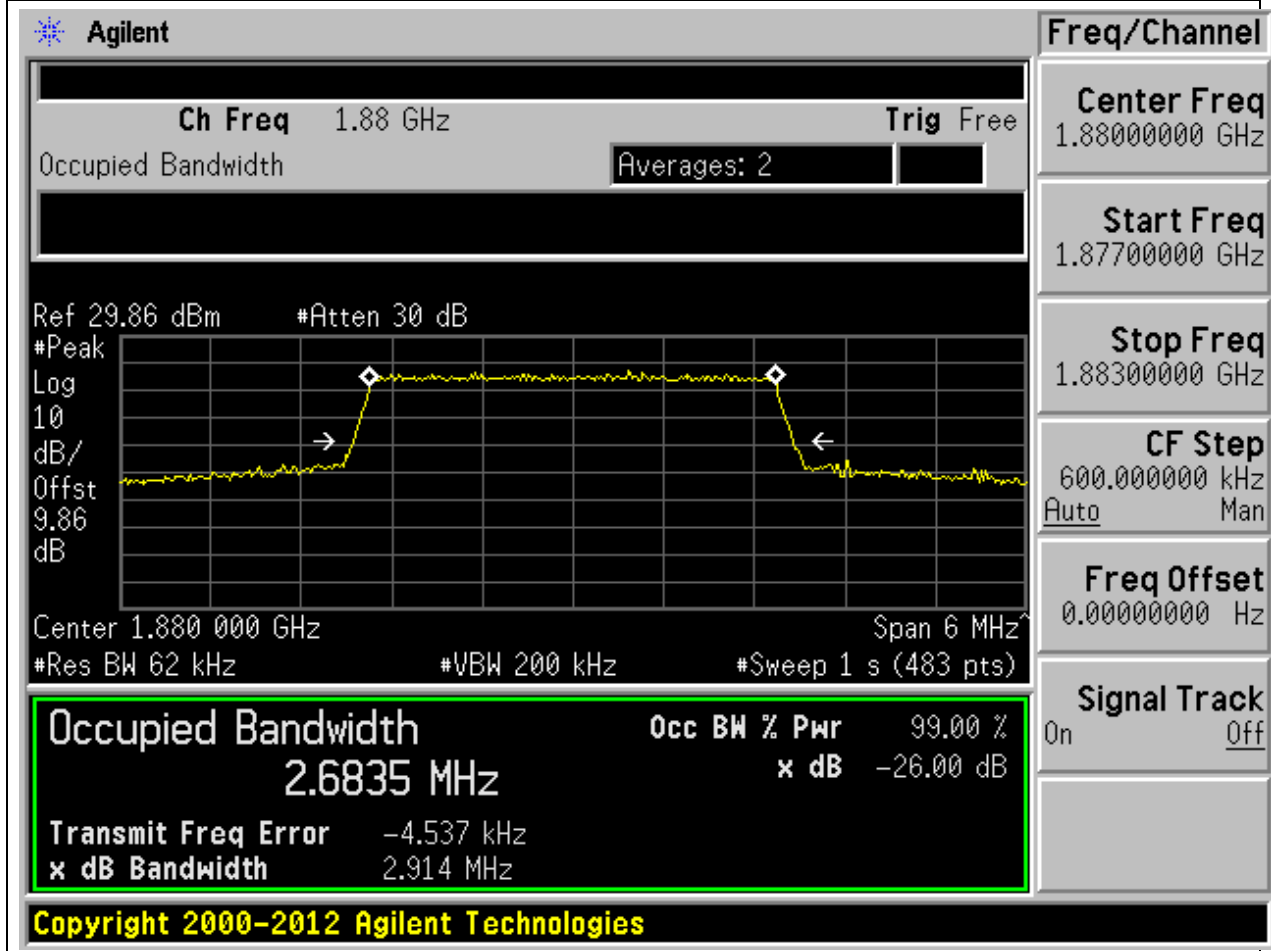 Agilent
Freq/Channel
Ch Freq 1.88 GHz Trig Free
Occupied Bandwidth Averages: 2
Ref 29.86 dBm #Atten 30 dB
#Peak
Log
10
dB/
Offst
9.86
dB
Center 1.880 000 GHz Span 6 MHz^
#Res BW 62 kHz #VBW 200 kHz #Sweep 1 s (483 pts)
Occupied Bandwidth Occ BW % Pwr 99.00 %
2.6835 MHz x dB -26.00 dB
Transmit Freq Error -4.537 kHz
x dB Bandwidth 2.914 MHz
Copyright 2000-2012 Agilent Technologies
Center Freq
1.88000000 GHz
Start Freq
1.87700000 GHz
Stop Freq
1.88300000 GHz
CF Step
600.000000 kHz
Auto Man
Freq Offset
0.00000000 Hz
Signal Track
On Off